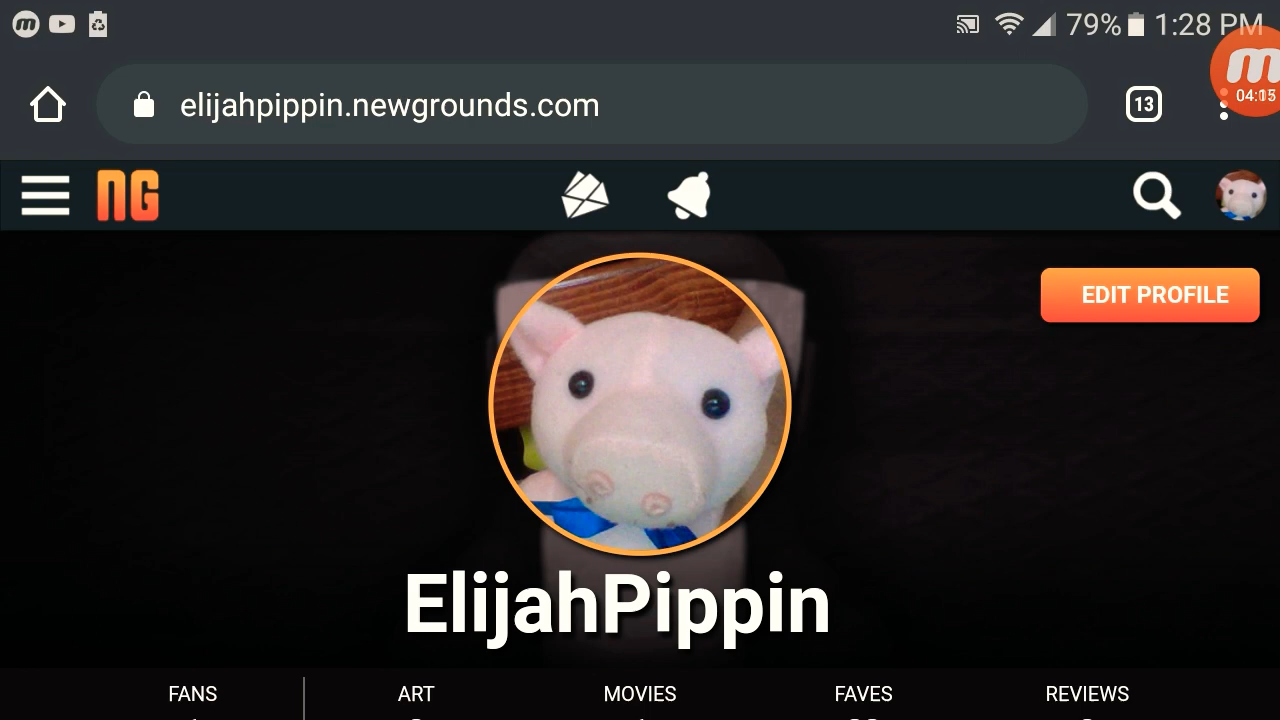 79% 1:28 PM
elijahpippin.newgrounds.com
13
m
04:15
NG
EDIT PROFILE
ElijahPippin
FANS ART MOVIES FAVES REVIEWS